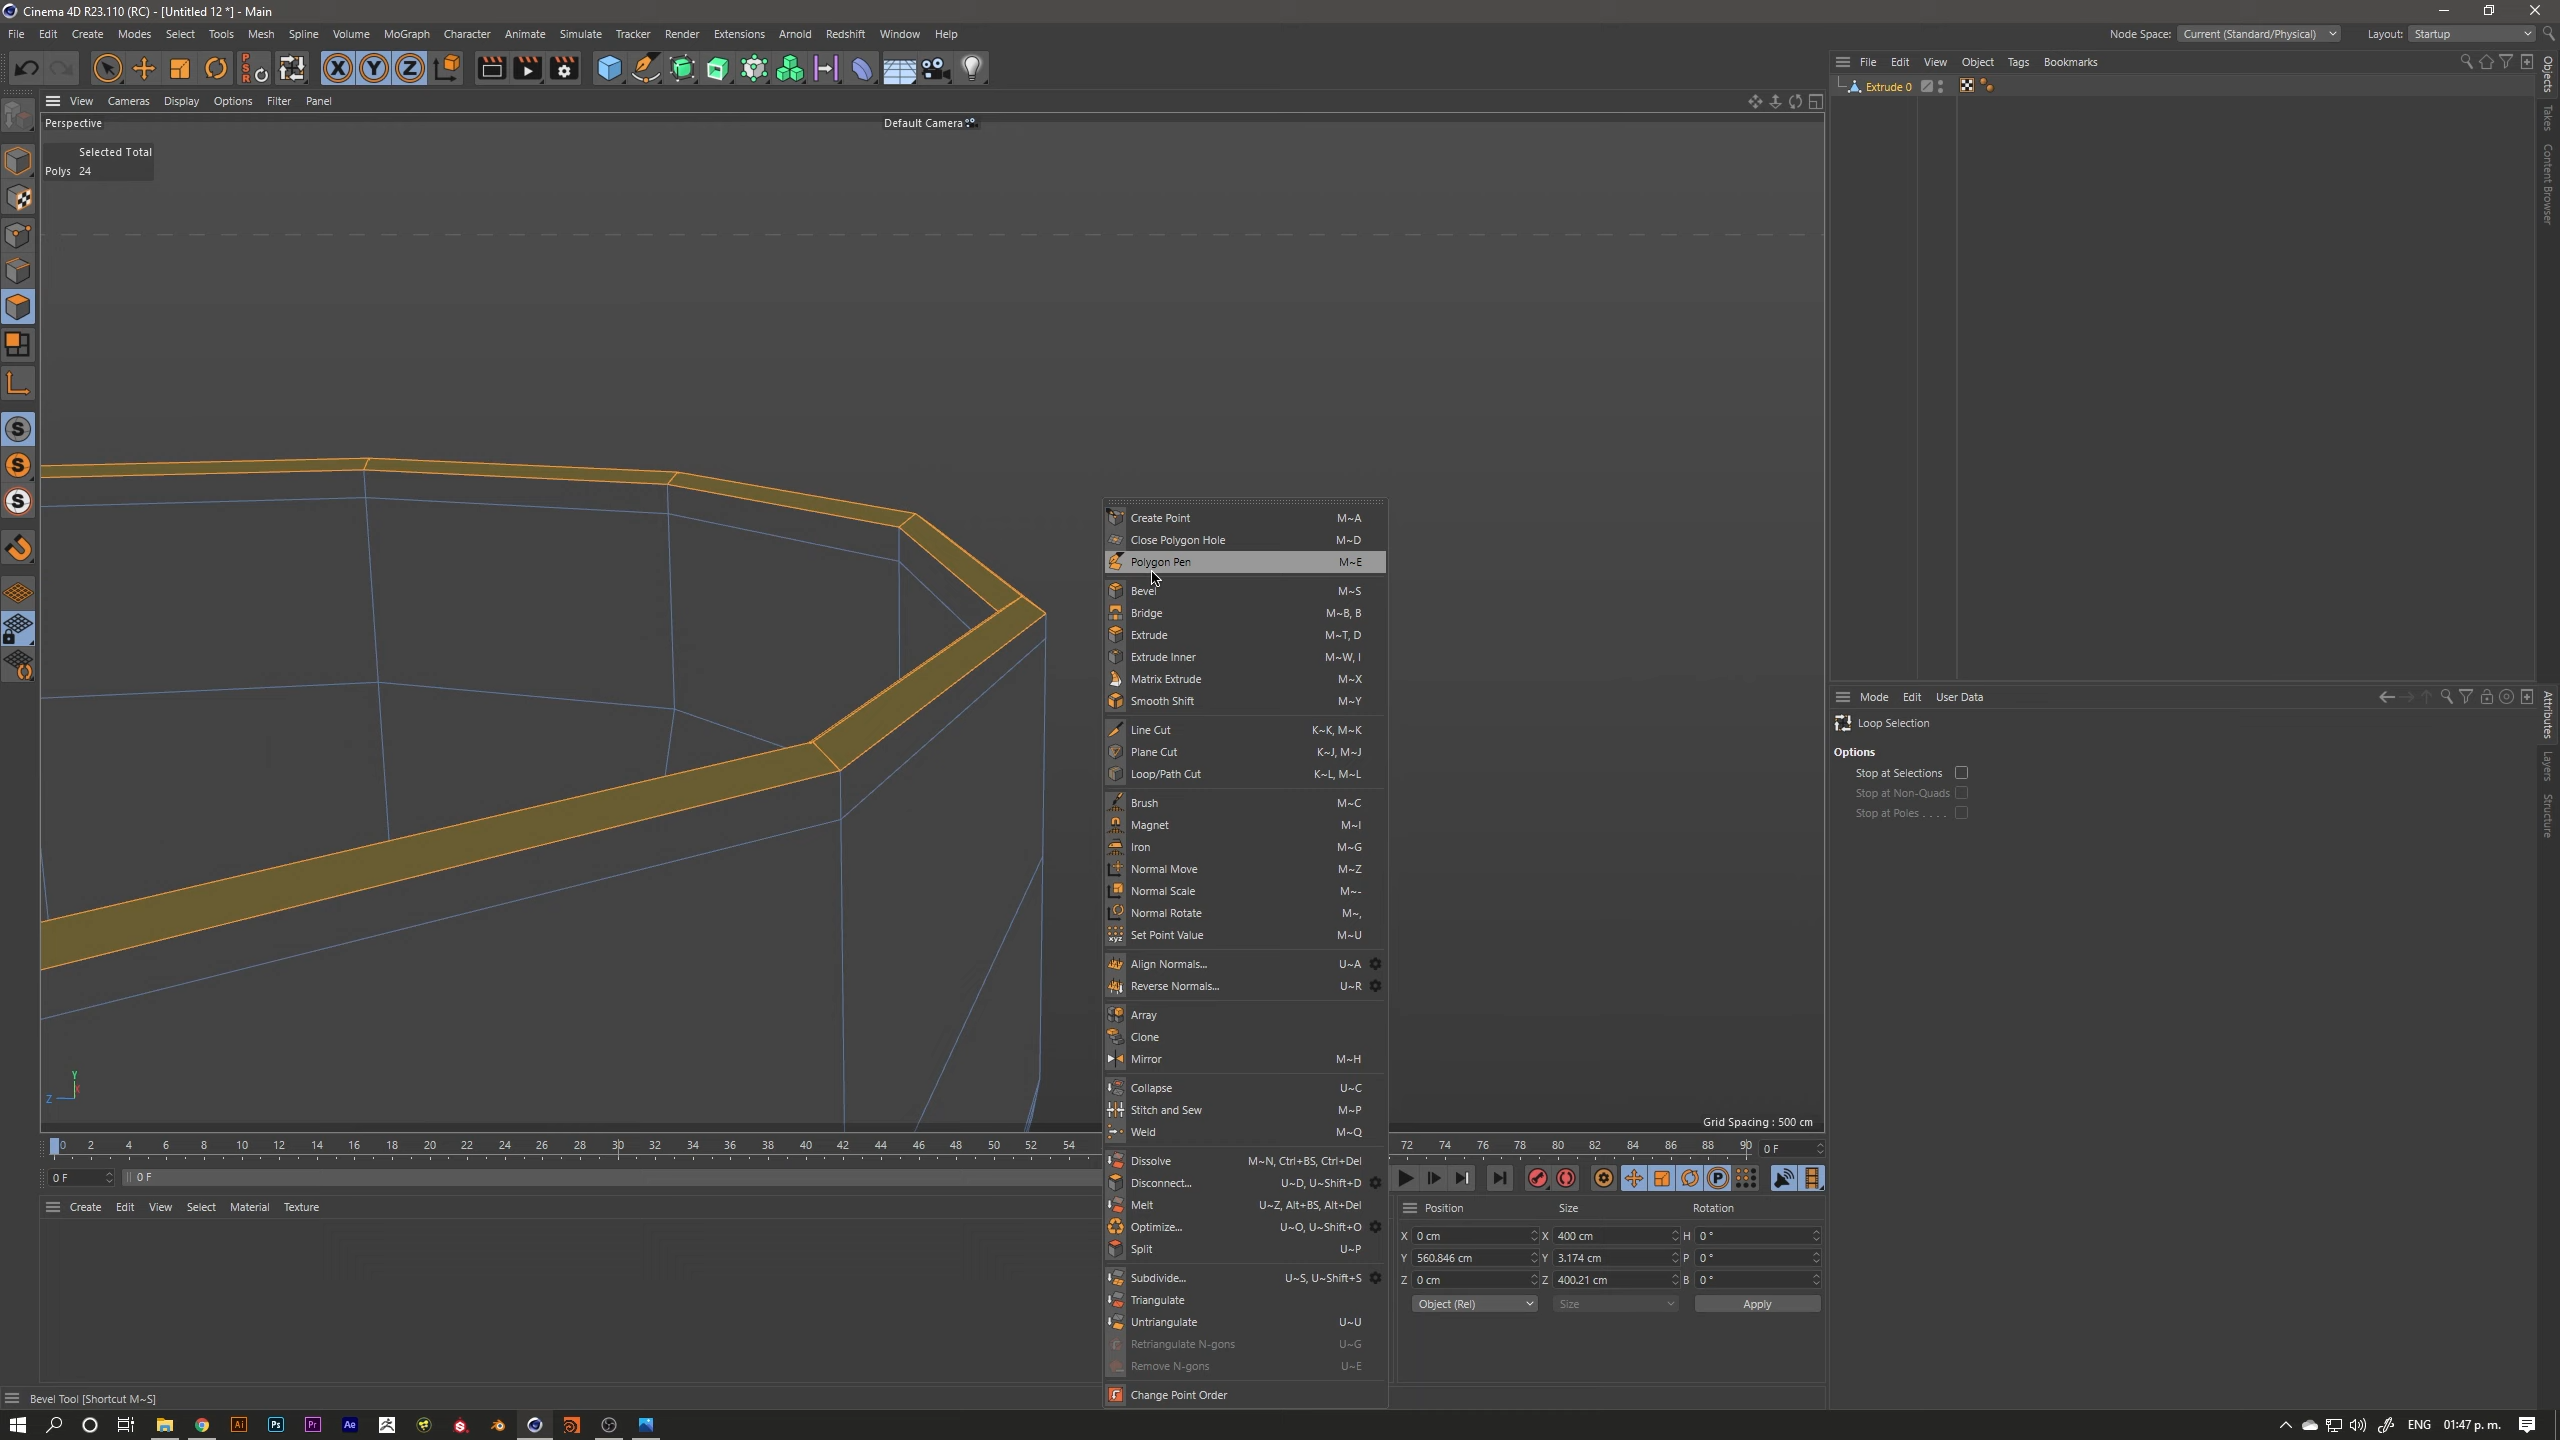 Cinema 4D R23.110 (RC) - [Untitled 12 *] - Main
File Edit Create Modes Select Tools Mesh Spline Volume MoGraph Character Animate Simulate Tracker Render Extensions Arnold Redshift Window Help
Node Space: Current (Standard/Physical) Layout: Startup
View Cameras Display Options Filter Panel
Perspective
Default Camera
Selected Total
Polys 24
File Edit View Object Tags Bookmarks
Extrude 0
Objects
Takes
Content Browser
Create Point M~A
Close Polygon Hole M~D
Polygon Pen M~E
Bevel M~S
Bridge M~B, B
Extrude M~T, D
Extrude Inner M~W, I
Matrix Extrude M~X
Smooth Shift M~Y
Line Cut K~K, M~K
Plane Cut K~J, M~J
Loop/Path Cut K~L, M~L
Brush M~C
Magnet M~I
Iron M~G
Normal Move M~Z
Normal Scale M~-
Normal Rotate M~,
Set Point Value M~U
Align Normals... U~A
Reverse Normals... U~R
Array
Clone
Mirror M~H
Collapse U~C
Stitch and Sew M~P
Weld M~Q
Dissolve M~N, Ctrl+BS, Ctrl+Del
Disconnect... U~D, U~Shift+D
Melt U~Z, Alt+BS, Alt+Del
Optimize... U~O, U~Shift+O
Split U~P
Subdivide... U~S, U~Shift+S
Triangulate
Untriangulate U~U
Retriangulate N-gons U~G
Remove N-gons U~E
Change Point Order
Mode Edit User Data
Loop Selection
Options
Stop at Selections
Stop at Non-Quads
Stop at Poles . . . .
Attributes
Layers
Structure
Y
Z
Grid Spacing : 500 cm
0 2 4 6 8 10 12 14 16 18 20 22 24 26 28 30 32 34 36 38 40 42 44 46 48 50 52 54 72 74 76 78 80 82 84 86 88 90 0 F
0 F 0 F
Create Edit View Select Material Texture
Position Size Rotation
X 0 cm X 400 cm H 0 °
Y 560.846 cm Y 3.174 cm P 0 °
Z 0 cm Z 400.21 cm B 0 °
Object (Rel) Size Apply
Bevel Tool [Shortcut M~S]
ENG 01:47 p. m.